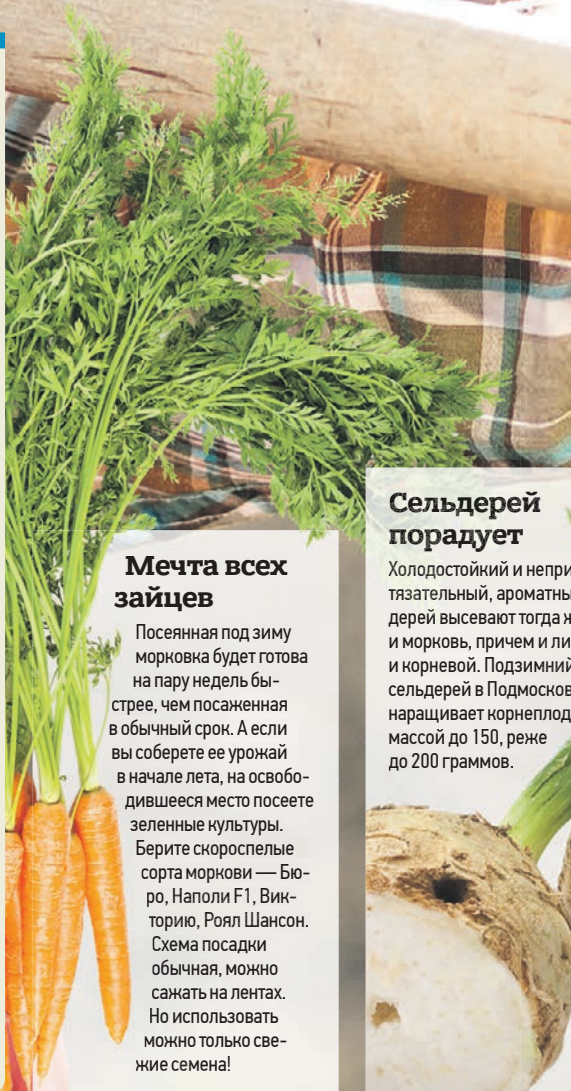 Мечта всех
зайцев
Посеянная под зиму
морковка будет готова
на пару недель бы-
стрее, чем посаженная
в обычный срок. А если
вы соберете ее урожай
в начале лета, на освобо-
дившееся место посеете
зеленные культуры.
Берите скороспелые
сорта моркови — Бю-
ро, Наполи F1, Вик-
торию, Роял Шансон.
Схема посадки
обычная, можно
сажать на лентах.
Но использовать
можно только све-
жие семена!
Сельдерей
порадует
Холодостойкий и непри
тязательный, ароматны
дерей высевают тогда ж
и морковь, причем и ли
и корневой. Подзимний
сельдерей в Подмосков
наращивает корнеплод
массой до 150, реже
до 200 граммов.